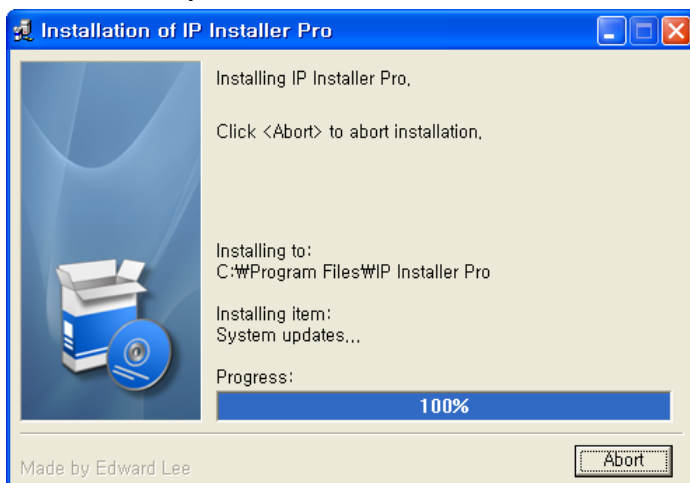 Installation of IP Installer Pro
Installing IP Installer Pro,
Click <Abort> to abort installation,
Installing to:
C:₩Program Files₩IP Installer Pro
Installing item:
System updates,,,
Progress:
100%
Made by Edward Lee
Abort